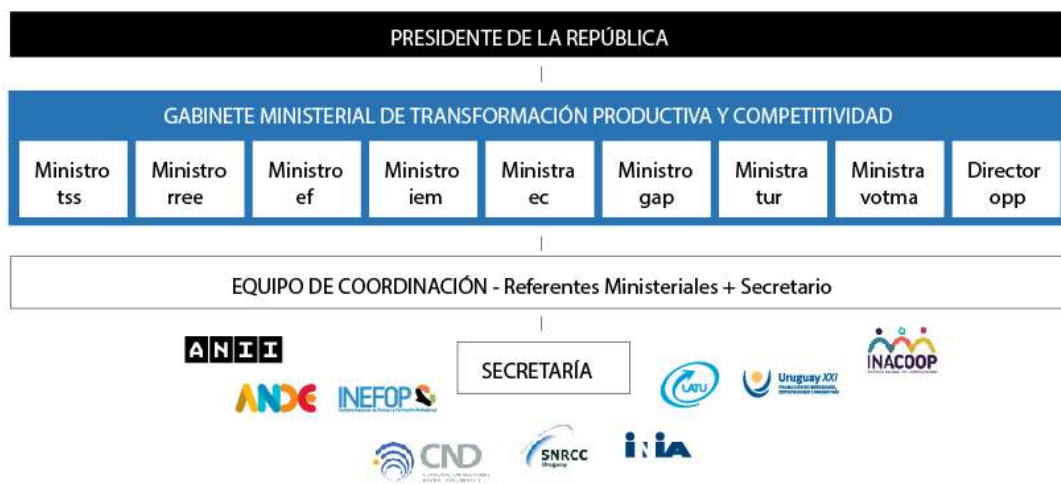 PRESIDENTE DE LA REPÚBLICA
GABINETE MINISTERIAL DE TRANSFORMACIÓN PRODUCTIVA Y COMPETITIVIDAD
Ministro
tss
Ministro
rree
Ministro
ef
Ministro
iem
Ministra
ec
Ministro
gap
Ministra
tur
Ministra
votma
Director
opp
EQUIPO DE COORDINACIÓN - Referentes Ministeriales + Secretario
ANII
SECRETARÍA
INACOOP
ANDE
INEFOP
LATU
Uruguay XXI
CND
SNRCC
Uruguay
INIA